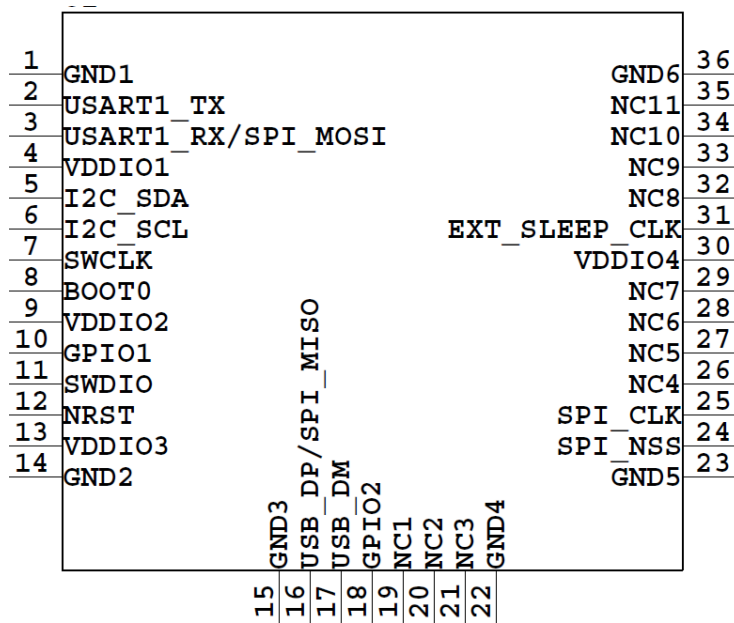 1 GND1
2 USART1_TX
3 USART1_RX/SPI_MOSI
4 VDDIO1
5 I2C_SDA
6 I2C_SCL
7 SWCLK
8 BOOT0
9 VDDIO2
10 GPIO1
11 SWDIO
12 NRST
13 VDDIO3
14 GND2
15 GND3
16 USB_DP/SPI_MISO
17 USB_DM
18 GPIO2
19 NC1
20 NC2
21 NC3
22 GND4
GND6 36
NC11 35
NC10 34
NC9 33
NC8 32
EXT_SLEEP_CLK 31
VDDIO4 30
NC7 29
NC6 28
NC5 27
NC4 26
SPI_CLK 25
SPI_NSS 24
GND5 23